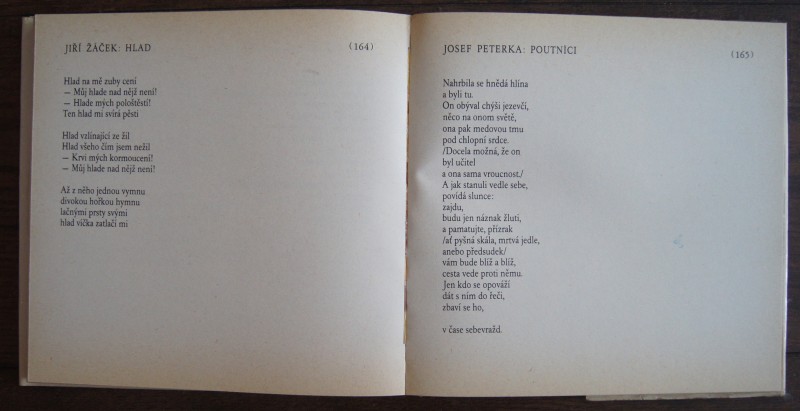 JIŘÍ ŽÁČEK: HLAD (164)
Hlad na mě zuby cení
— Můj hlade nad nějž není!
— Hlade mých pološtěstí!
Ten hlad mi svírá pěsti
Hlad vzlínající ze žil
Hlad všeho čím jsem nežil
— Krvi mých kormoucení!
— Můj hlade nad nějž není!
Až z něho jednou vymnu
divokou hořkou hymnu
lačnými prsty svými
hlad víčka zatlačí mi
JOSEF PETERKA: POUTNÍCI (165)
Nahrbila se hnědá hlína
a byli tu.
On obýval chýši jezevčí,
něco na onom světě,
ona pak medovou tmu
pod chlopní srdce.
/Docela možná, že on
byl učitel
a ona sama vroucnost./
A jak stanuli vedle sebe,
povídá slunce:
zajdu,
budu jen náznak žluti,
a pamatujte, přízrak
/ať pyšná skála, mrtvá jedle,
anebo předsudek/
vám bude blíž a blíž,
cesta vede proti němu.
Jen kdo se opováží
dát s ním do řeči,
zbaví se ho,
v čase sebevražd.